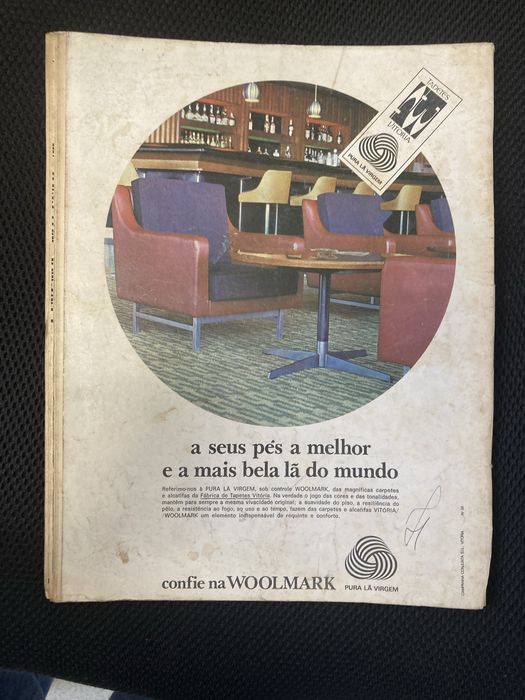 TAPETES
VITÓRIA
PURA LÃ VIRGEM
a seus pés a melhor
e a mais bela lã do mundo
Referimo-nos à PURA LÃ VIRGEM, sob controle WOOLMARK, das magníficas carpetes
e alcatifas da Fábrica de Tapetes Vitória. Na verdade o jogo das cores e das tonalidades,
mantêm para sempre a mesma vivacidade original; a suavidade do piso, a resiliência do
pêlo, a resistência ao fogo, ao uso e ao tempo, fazem das carpetes e alcatifas VITÓRIA/
/WOOLMARK um elemento indispensável de requinte e conforto.
confie na WOOLMARK
PURA LÃ VIRGEM